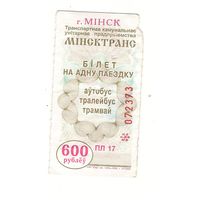 г. МІНСК
Транспартнае камунальнае
унітарнае прадпрыемства
МІНСКТРАНС
БІЛЕТ
НА АДНУ ПАЕЗДКУ
аўтобус
тралейбус
трамвай
600
рублёў
ПЛ 17
072373